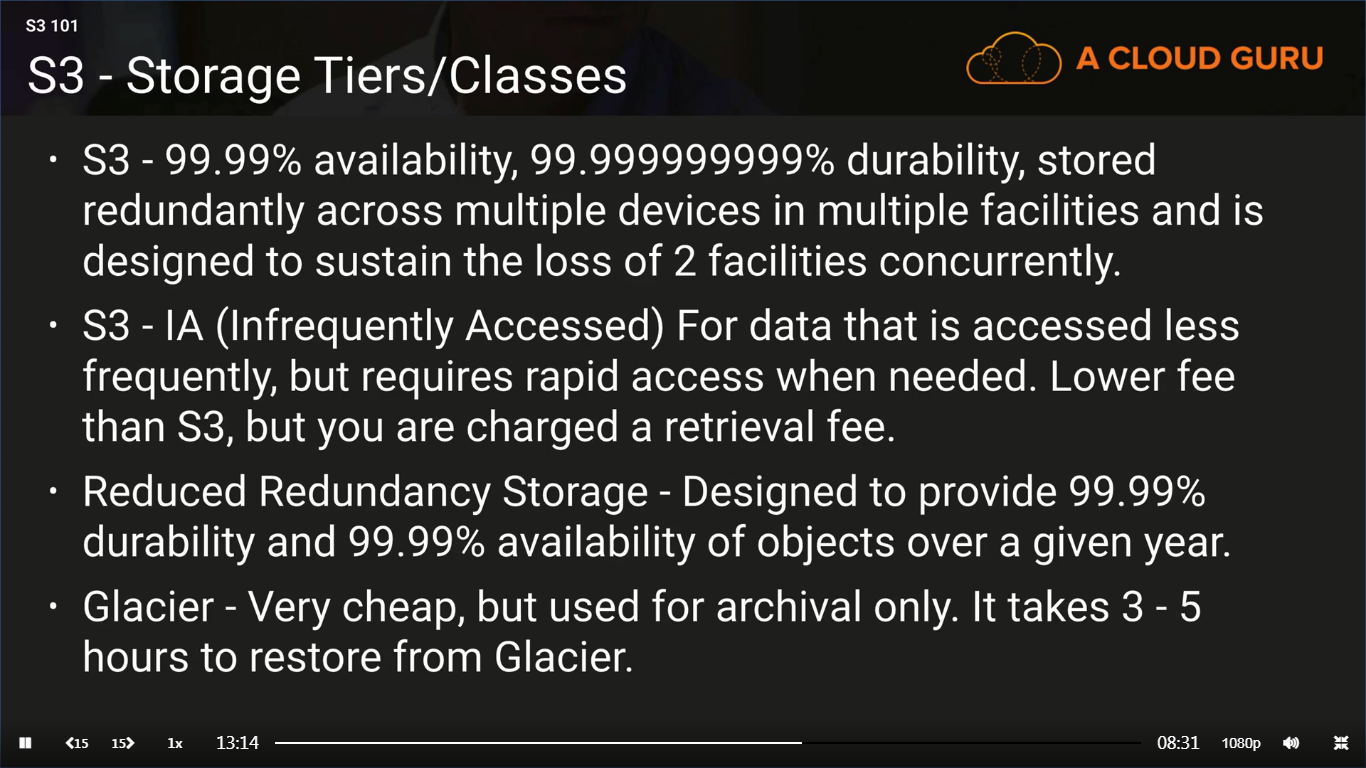 S3 101
S3 - Storage Tiers/Classes
A CLOUD GURU
• S3 - 99.99% availability, 99.999999999% durability, stored
redundantly across multiple devices in multiple facilities and is
designed to sustain the loss of 2 facilities concurrently.
• S3 - IA (Infrequently Accessed) For data that is accessed less
frequently, but requires rapid access when needed. Lower fee
than S3, but you are charged a retrieval fee.
• Reduced Redundancy Storage - Designed to provide 99.99%
durability and 99.99% availability of objects over a given year.
• Glacier - Very cheap, but used for archival only. It takes 3 - 5
hours to restore from Glacier.
15 15 1x 13:14 08:31 1080p